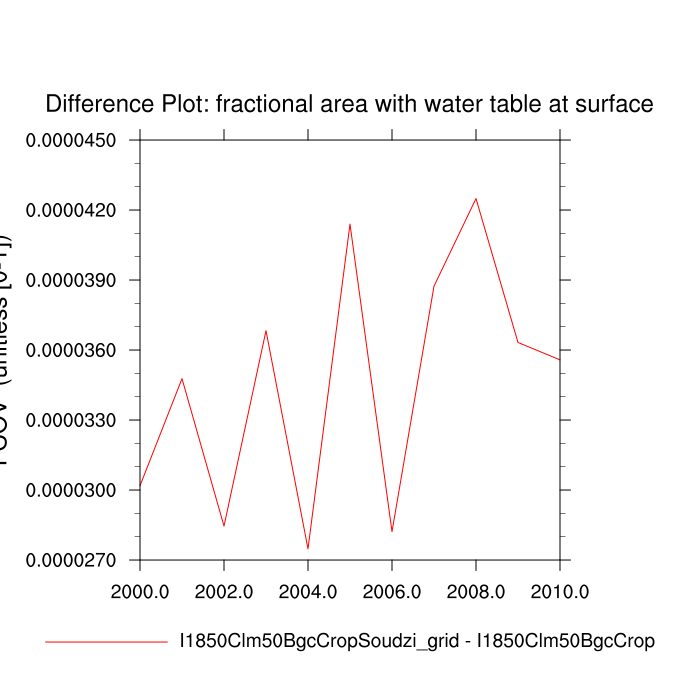 Difference Plot: fractional area with water table at surface
0.0000450
0.0000420
0.0000390
0.0000360
0.0000330
0.0000300
0.0000270
2000.0 2002.0 2004.0 2006.0 2008.0 2010.0
I1850Clm50BgcCropSoudzi_grid - I1850Clm50BgcCrop